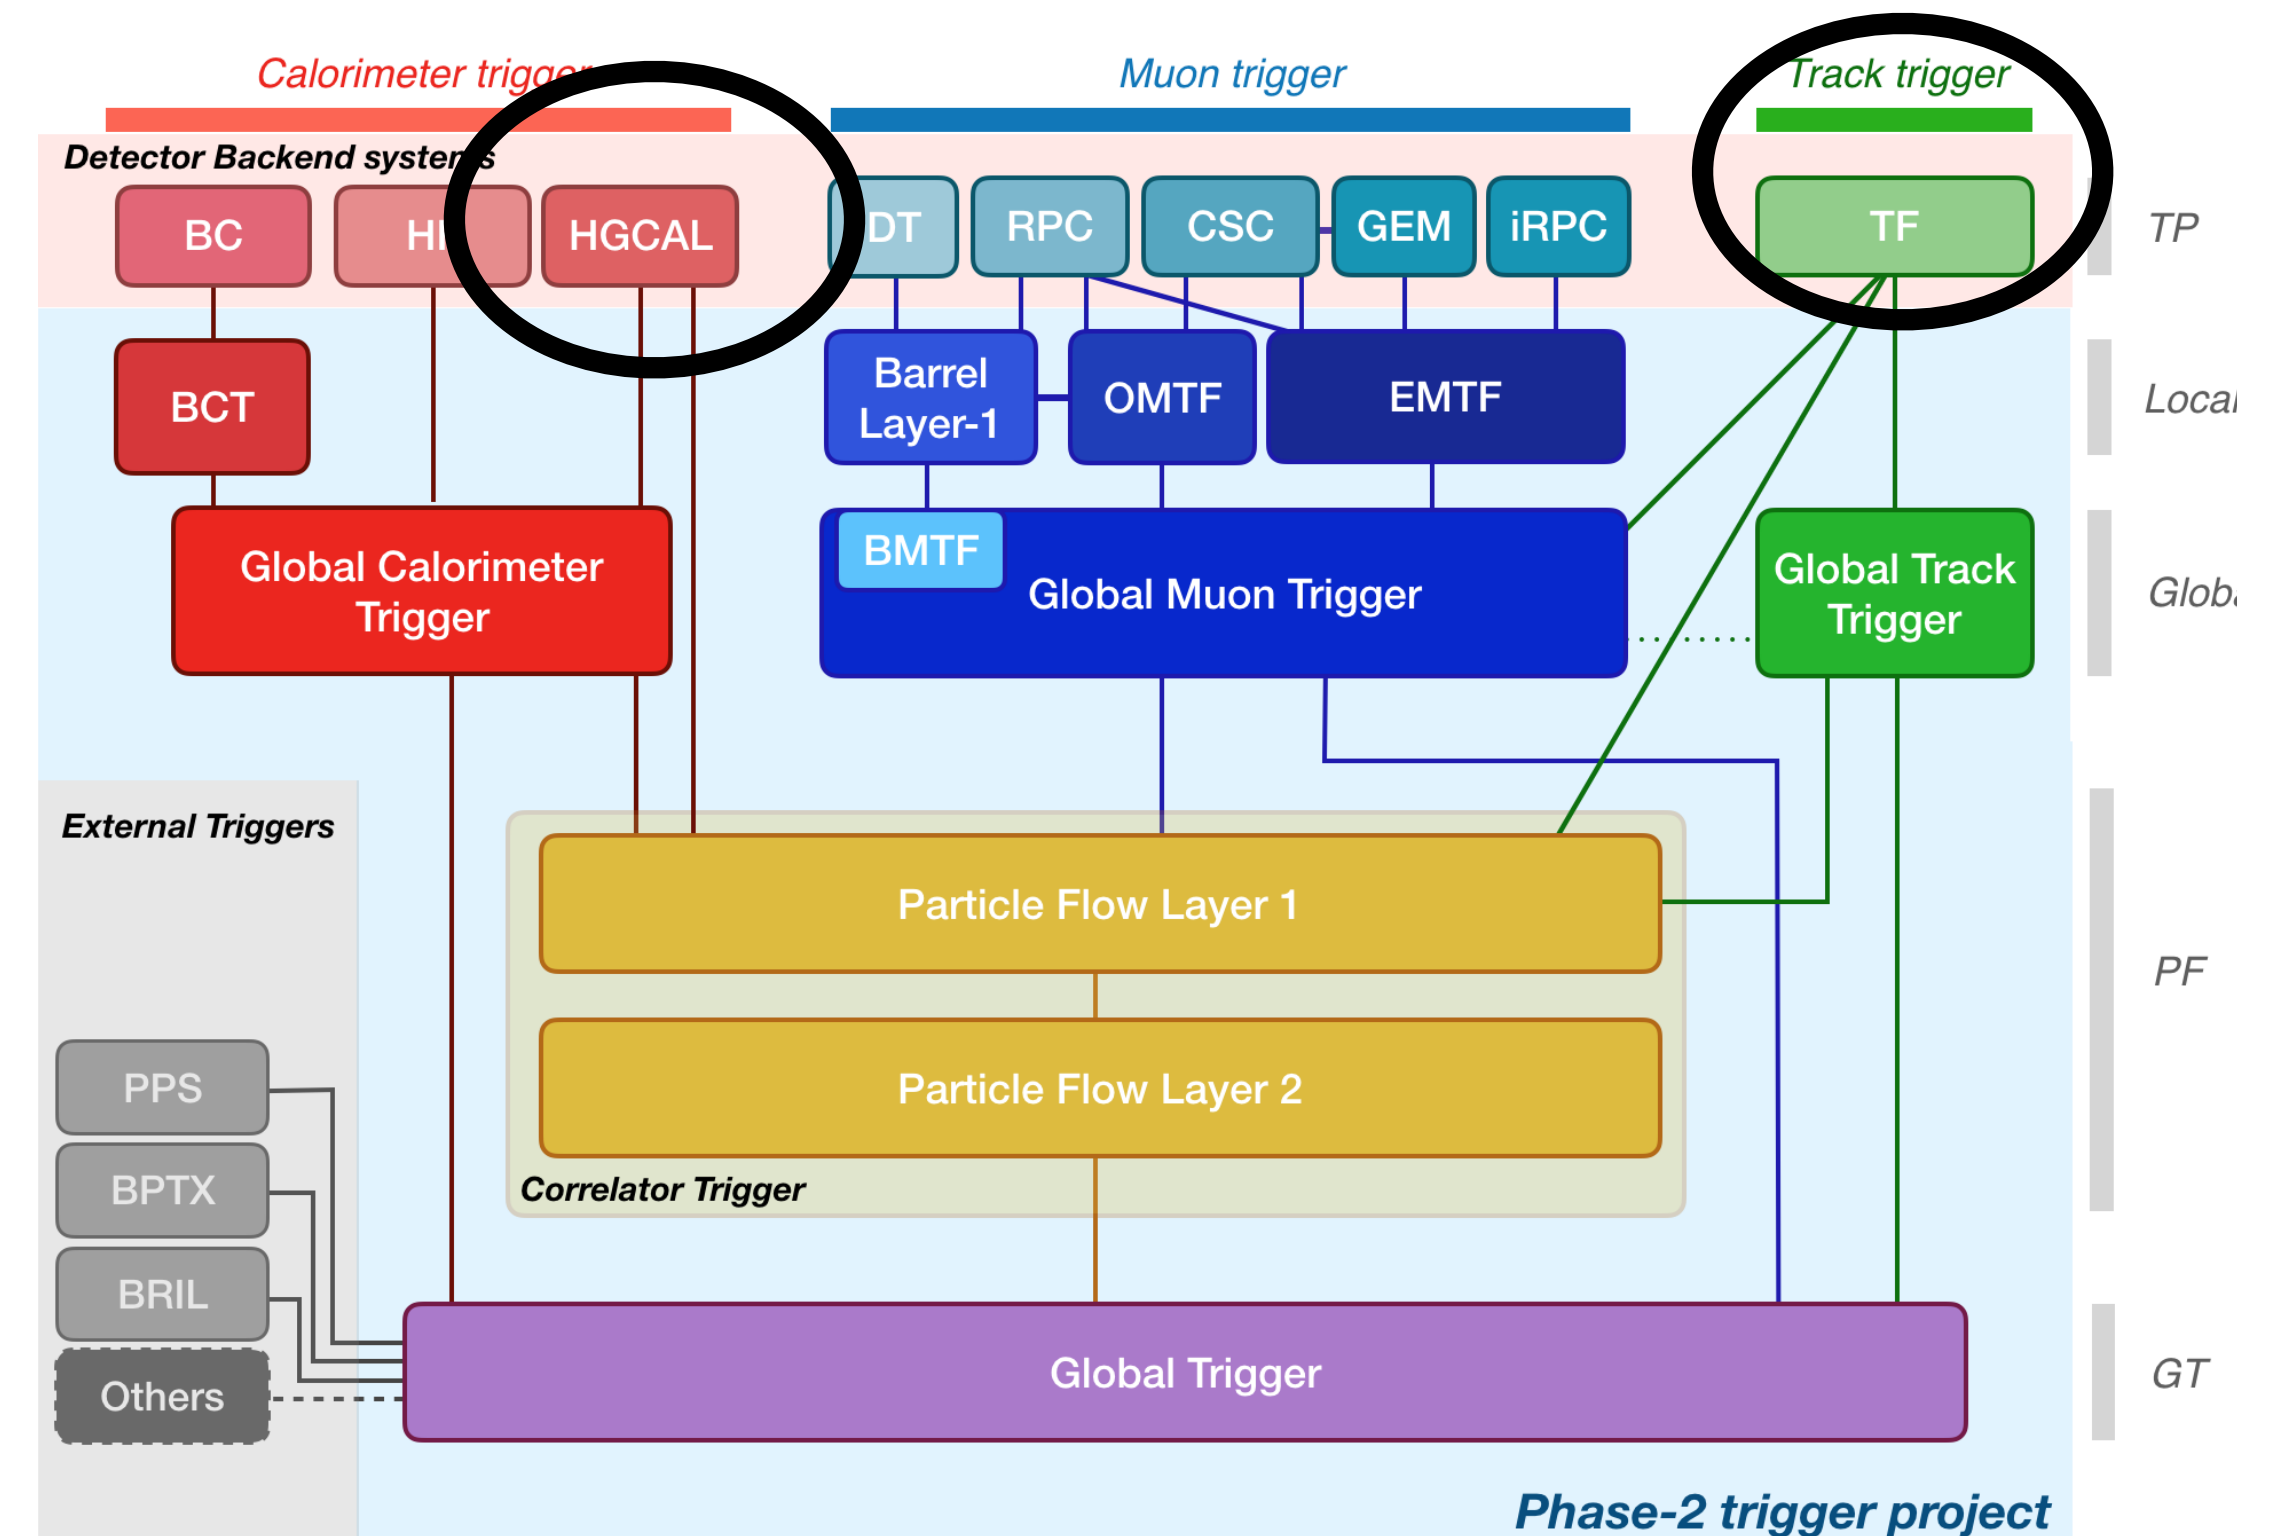 Calorimeter trigger
Muon trigger
Track trigger
Detector Backend systems
BC
HGCAL
DT
RPC
CSC
GEM
iRPC
TF
TP
BCT
Barrel
Layer-1
OMTF
EMTF
Local
Global Calorimeter
Trigger
BMTF
Global Muon Trigger
Global Track
Trigger
External Triggers
Particle Flow Layer 1
PF
Particle Flow Layer 2
PPS
BPTX
Correlator Trigger
BRIL
Others
Global Trigger
GT
Phase-2 trigger project